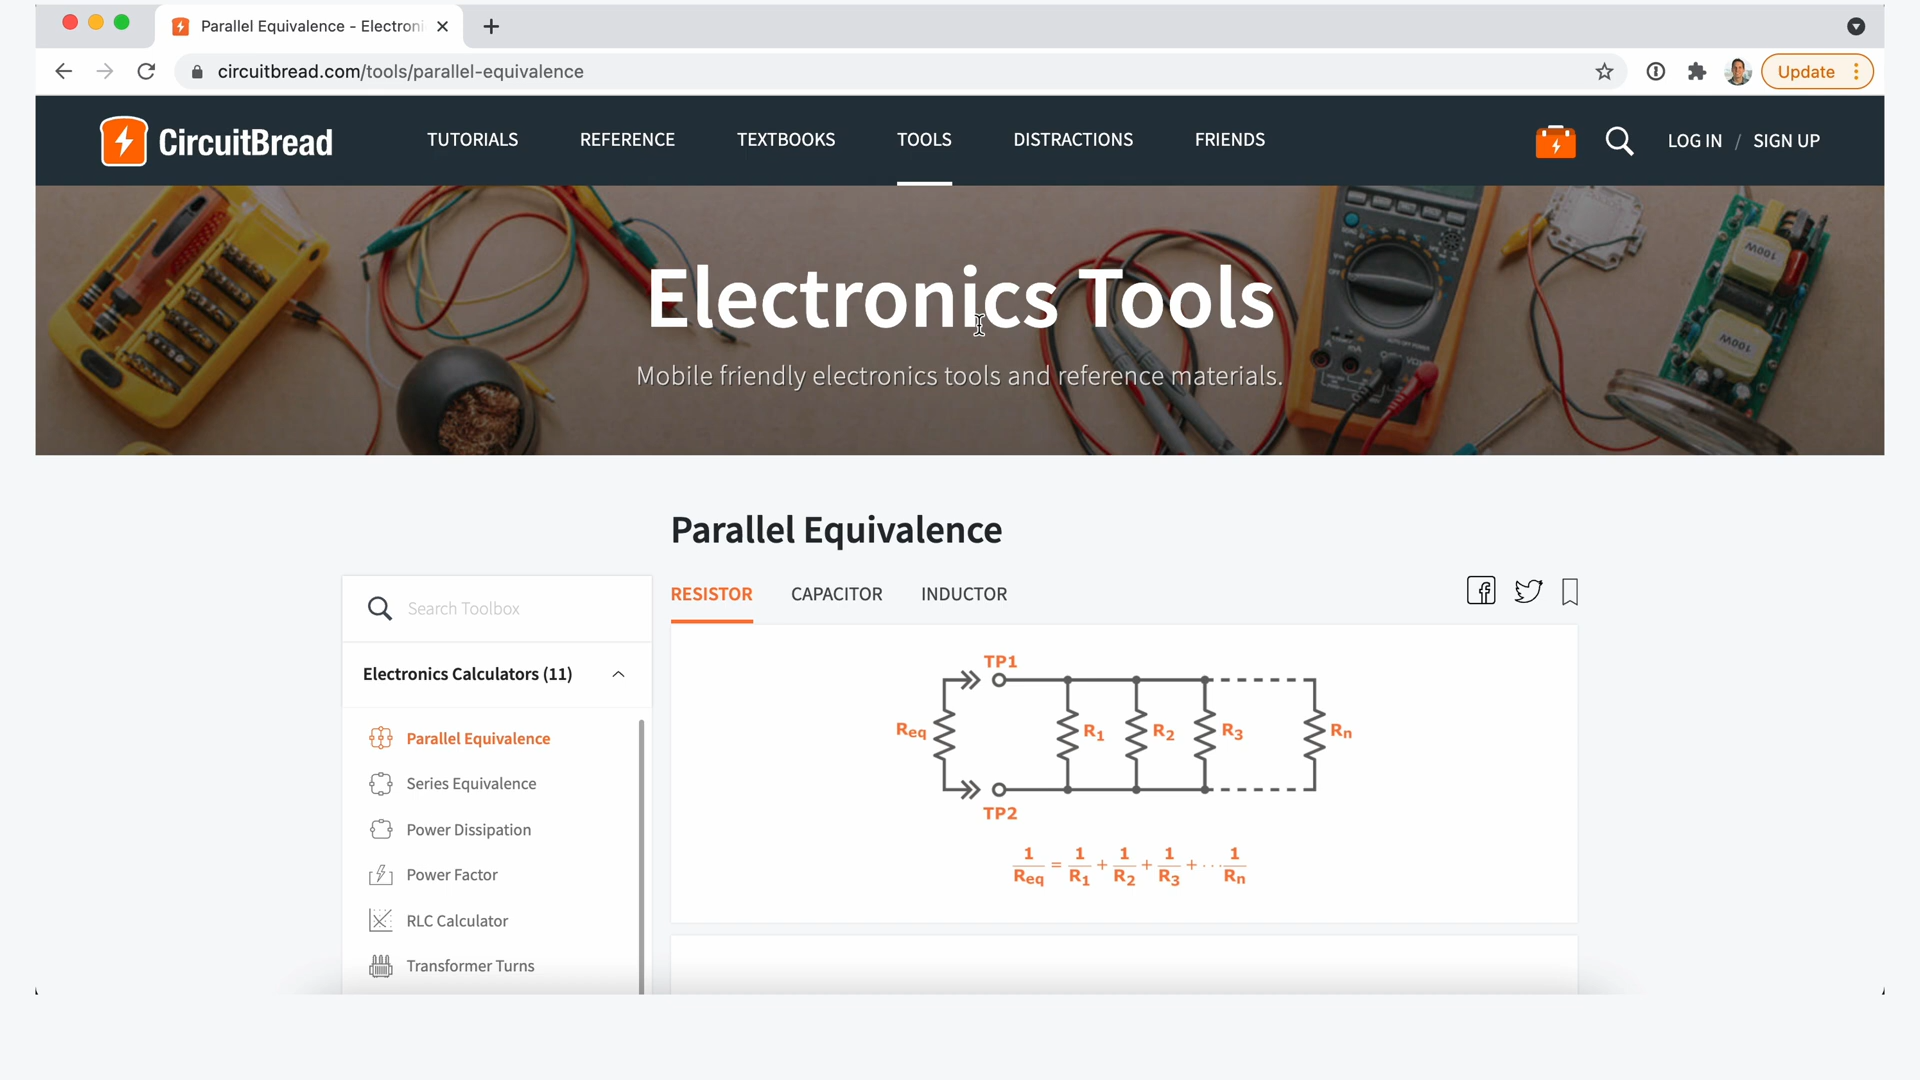 Parallel Equivalence - Electroni
circuitbread.com/tools/parallel-equivalence
Update
CircuitBread
TUTORIALS
REFERENCE
TEXTBOOKS
TOOLS
DISTRACTIONS
FRIENDS
LOG IN / SIGN UP
Electronics Tools
Mobile friendly electronics tools and reference materials.
Parallel Equivalence
Search Toolbox
Electronics Calculators (11)
Parallel Equivalence
Series Equivalence
Power Dissipation
Power Factor
RLC Calculator
Transformer Turns
RESISTOR
CAPACITOR
INDUCTOR
TP1
Req
R1
R2
R3
Rn
TP2
1/Req = 1/R1 + 1/R2 + 1/R3 + ··· 1/Rn